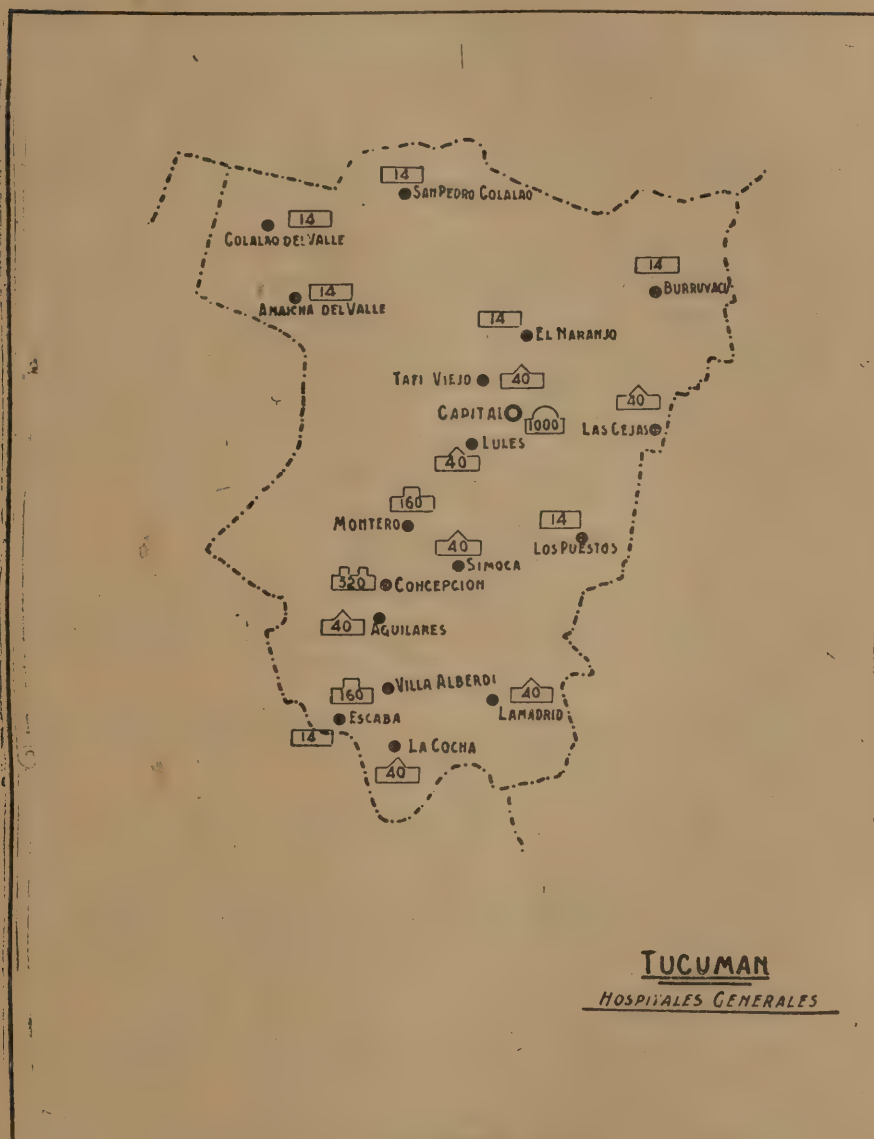 14
SAN PEDRO COLALAO
14
COLALAO DEL VALLE
14
AMAICHA DEL VALLE
14
BURRUYACU
14
EL NARANJO
TAFI VIEJO
40
CAPITAL
1000
40
LAS CEJAS
LULES
40
160
MONTERO
14
LOS PUESTOS
40
SIMOCA
320
CONCEPCION
40
AGUILARES
VILLA ALBERDI
160
40
LAMADRID
ESCABA
14
LA COCHA
40
TUCUMAN
HOSPITALES GENERALES